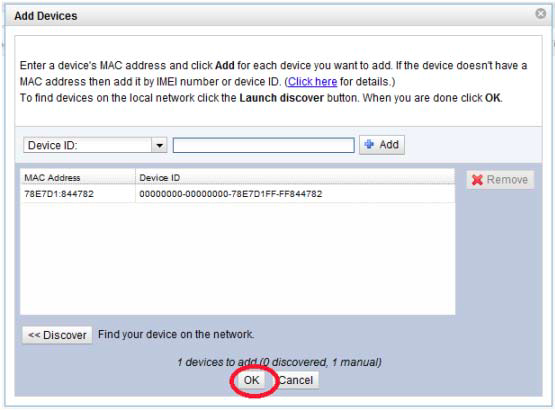 Add Devices
Enter a device's MAC address and click Add for each device you want to add. If the device doesn't have a
MAC address then add it by IMEI number or device ID. (Click here for details.)
To find devices on the local network click the Launch discover button. When you are done click OK.
Device ID:
Add
MAC Address Device ID
78E7D1:844782 00000000-00000000-78E7D1FF-FF844782
Remove
<< Discover Find your device on the network.
1 devices to add (0 discovered, 1 manual)
OK Cancel